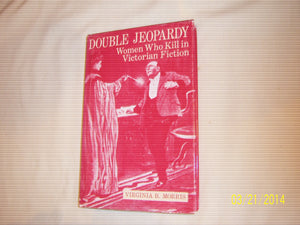 DOUBLE JEOPARDY
Women Who Kill in
Victorian Fiction
VIRGINIA B. MORRIS
03/21/2014